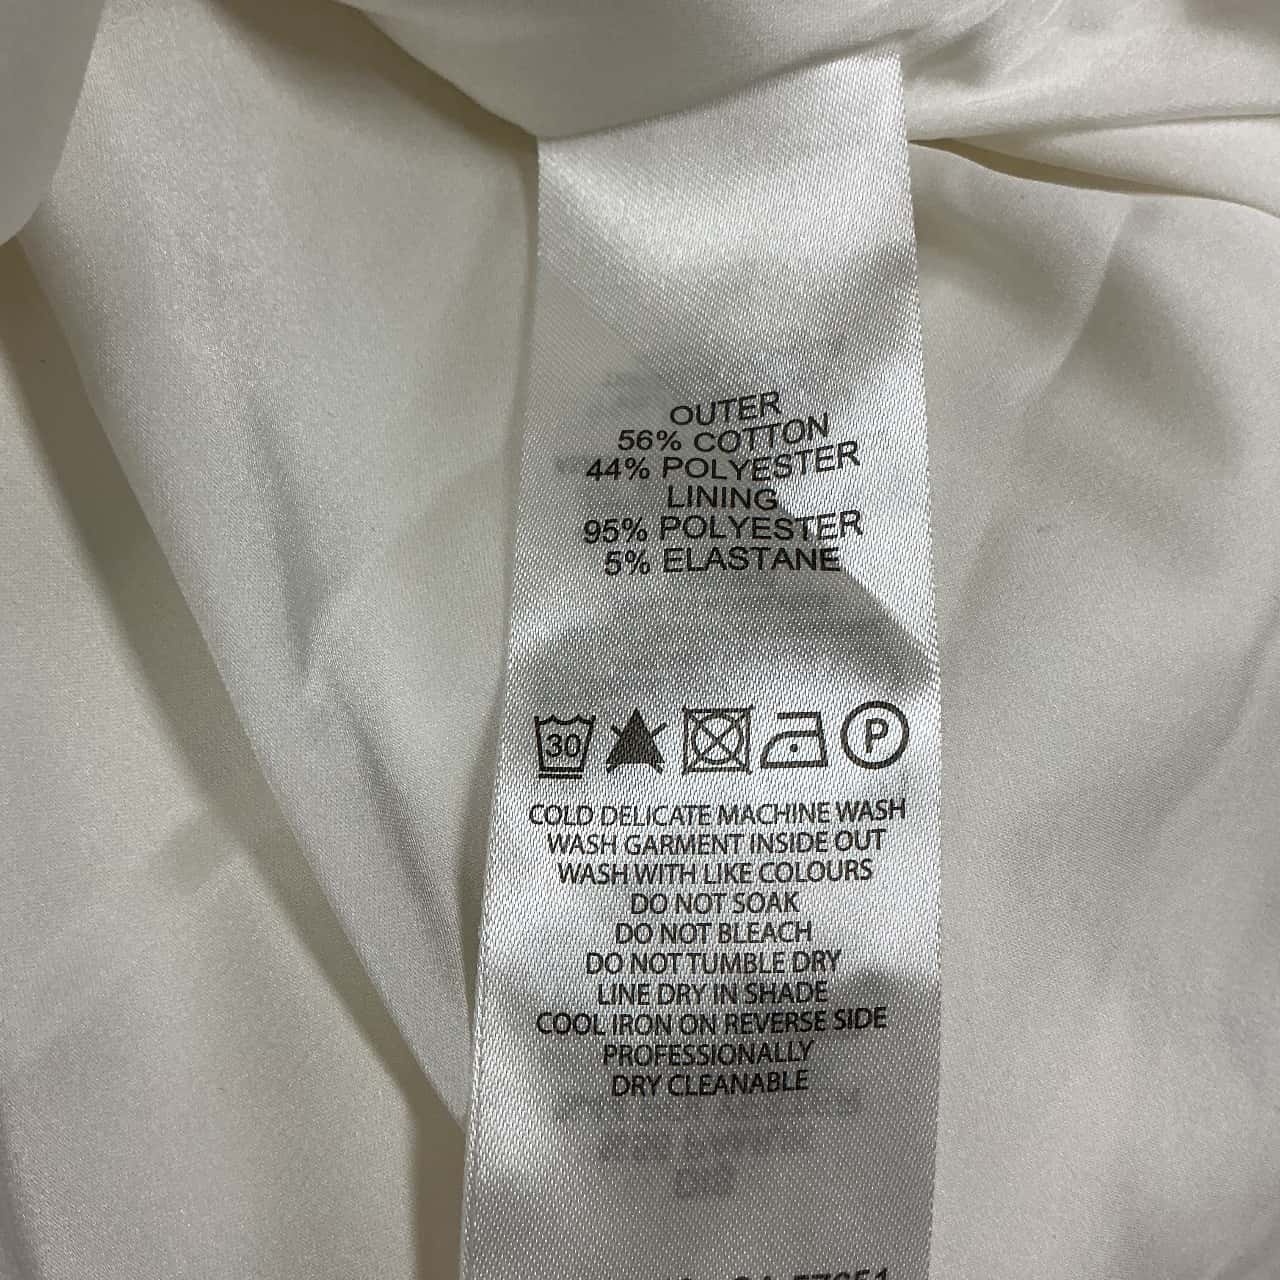 OUTER
56% COTTON
44% POLYESTER
LINING
95% POLYESTER
5% ELASTANE
30 P
COLD DELICATE MACHINE WASH
WASH GARMENT INSIDE OUT
WASH WITH LIKE COLOURS
DO NOT SOAK
DO NOT BLEACH
DO NOT TUMBLE DRY
LINE DRY IN SHADE
COOL IRON ON REVERSE SIDE
PROFESSIONALLY
DRY CLEANABLE